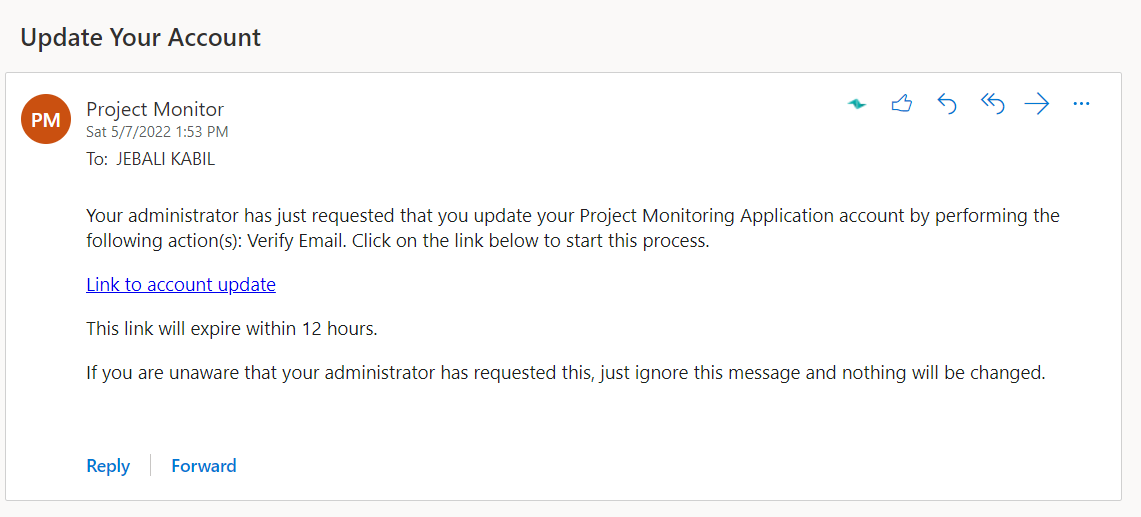 Update Your Account
PM
Project Monitor
Sat 5/7/2022 1:53 PM
To: JEBALI KABIL
Your administrator has just requested that you update your Project Monitoring Application account by performing the
following action(s): Verify Email. Click on the link below to start this process.
Link to account update
This link will expire within 12 hours.
If you are unaware that your administrator has requested this, just ignore this message and nothing will be changed.
Reply
Forward